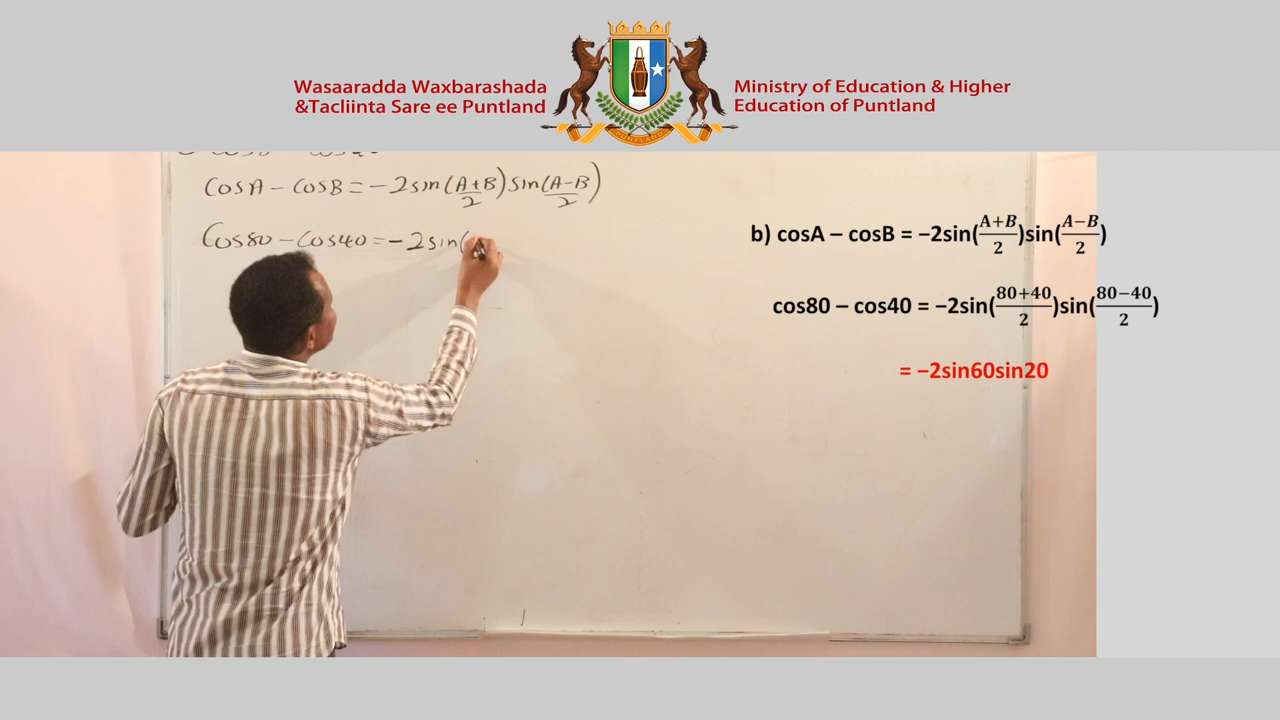 Wasaaradda Waxbarashada
&Tacliinta Sare ee Puntland
Ministry of Education & Higher
Education of Puntland
PUNTLAND
cosA - cosB = -2sin(A+B/2)sin(A-B/2)
Cos80 - cos40 = -2sin(
b) cosA – cosB = −2sin(A+B/2)sin(A−B/2)
cos80 – cos40 = −2sin(80+40/2)sin(80−40/2)
= −2sin60sin20